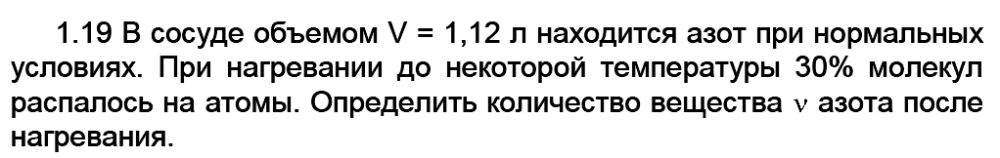 1.19 В сосуде объемом V = 1,12 л находится азот при нормальных
условиях. При нагревании до некоторой температуры 30% молекул
распалось на атомы. Определить количество вещества ν азота после
нагревания.